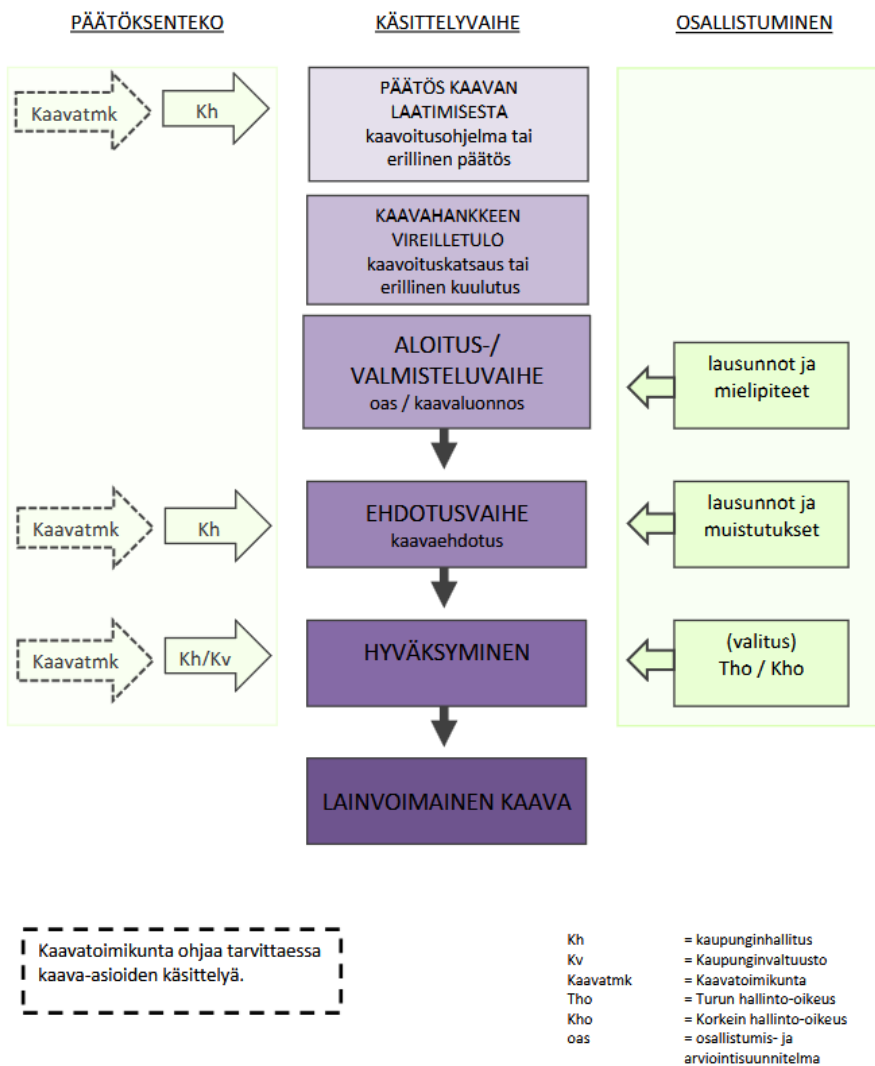 PÄÄTÖKSENTEKO
KÄSITTELYVAIHE
OSALLISTUMINEN
Kaavatmk
Kh
PÄÄTÖS KAAVAN
LAATIMISESTA
kaavoitusohjelma tai
erillinen päätös
KAAVAHANKKEEN
VIREILLETULO
kaavoituskatsaus tai
erillinen kuulutus
ALOITUS-/
VALMISTELUVAIHE
oas / kaavaluonnos
lausunnot ja
mielipiteet
Kaavatmk
Kh
EHDOTUSVAIHE
kaavaehdotus
lausunnot ja
muistutukset
Kaavatmk
Kh/Kv
HYVÄKSYMINEN
(valitus)
Tho / Kho
LAINVOIMAINEN KAAVA
Kaavatoimikunta ohjaa tarvittaessa
kaava-asioiden käsittelyä.
Kh = kaupunginhallitus
Kv = Kaupunginvaltuusto
Kaavatmk = Kaavatoimikunta
Tho = Turun hallinto-oikeus
Kho = Korkein hallinto-oikeus
oas = osallistumis- ja
arviointisuunnitelma